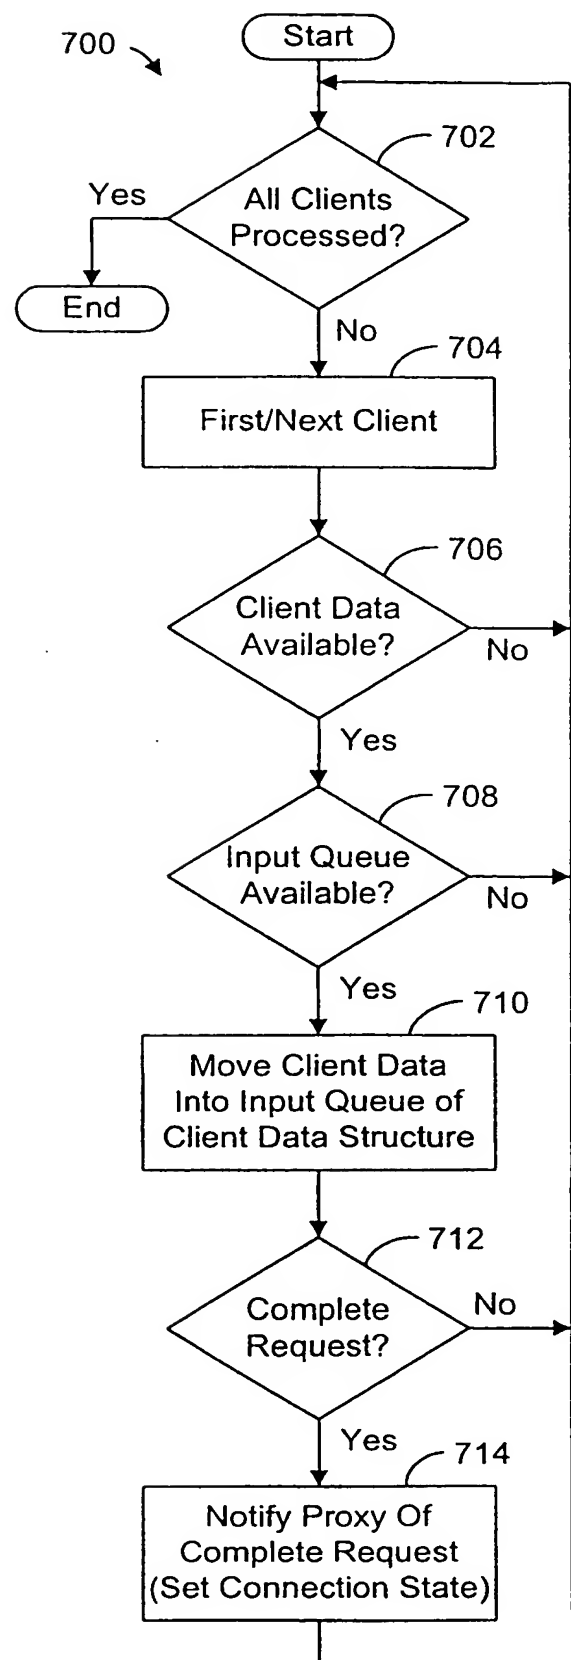 700
Start
702
All Clients
Processed?
Yes
End
No
704
First/Next Client
706
Client Data
Available?
No
Yes
708
Input Queue
Available?
No
Yes
710
Move Client Data
Into Input Queue of
Client Data Structure
712
Complete
Request?
No
Yes
714
Notify Proxy Of
Complete Request
(Set Connection State)